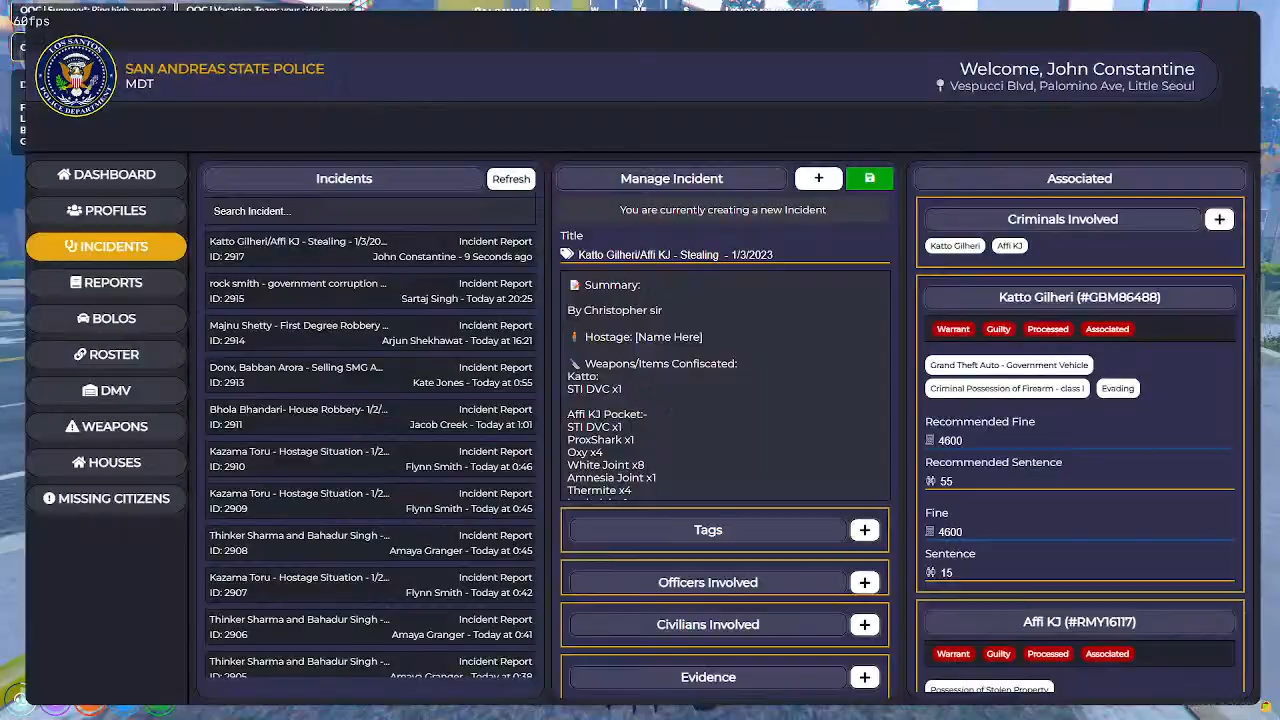 60fps
LOS SANTOS
POLICE DEPARTMENT
SAN ANDREAS STATE POLICE
MDT
Welcome, John Constantine
Vespucci Blvd, Palomino Ave, Little Seoul
DASHBOARD
PROFILES
INCIDENTS
REPORTS
BOLOS
ROSTER
DMV
WEAPONS
HOUSES
MISSING CITIZENS
Incidents
Refresh
Search Incident...
Katto Gilheri/Affi KJ - Stealing - 1/3/20... Incident Report
ID: 2917 John Constantine - 9 Seconds ago
rock smith - government corruption ... Incident Report
ID: 2915 Sartaj Singh - Today at 20:25
Majnu Shetty - First Degree Robbery ... Incident Report
ID: 2914 Arjun Shekhawat - Today at 16:21
Don Babban Arora - Selling SMG A... Incident Report
ID: 2913 Kate Jones - Today at 0:55
Bhola Bhandari- House Robbery- 1/2/... Incident Report
ID: 2911 Jacob Creek - Today at 1:01
Kazama Toru - Hostage Situation - 1/2... Incident Report
ID: 2910 Flynn Smith - Today at 0:46
Kazama Toru - Hostage Situation - 1/2... Incident Report
ID: 2909 Flynn Smith - Today at 0:45
Thinker Sharma and Bahadur Singh -... Incident Report
ID: 2908 Amaya Granger - Today at 0:45
Kazama Toru - Hostage Situation - 1/2... Incident Report
ID: 2907 Flynn Smith - Today at 0:42
Thinker Sharma and Bahadur Singh -... Incident Report
ID: 2906 Amaya Granger - Today at 0:41
Thinker Sharma and Bahadur Singh -... Incident Report
Manage Incident
+
You are currently creating a new Incident
Title
Katto Gilheri/Affi KJ - Stealing - 1/3/2023
Summary:
By Christopher sir
Hostage: [Name Here]
Weapons/Items Confiscated:
Katto:
STI DVC x1
Affi KJ Pocket:-
STI DVC x1
ProxShark x1
Oxy x4
White Joint x8
Amnesia Joint x1
Thermite x4
Tags +
Officers Involved +
Civilians Involved +
Evidence +
Associated
Criminals Involved +
Katto Gilheri Affi KJ
Katto Gilheri (#GBM86488)
Warrant Guilty Processed Associated
Grand Theft Auto - Government Vehicle
Criminal Possession of Firearm - class I Evading
Recommended Fine
4600
Recommended Sentence
55
Fine
4600
Sentence
15
Affi KJ (#RMY16117)
Warrant Guilty Processed Associated
Possession of Stolen Property